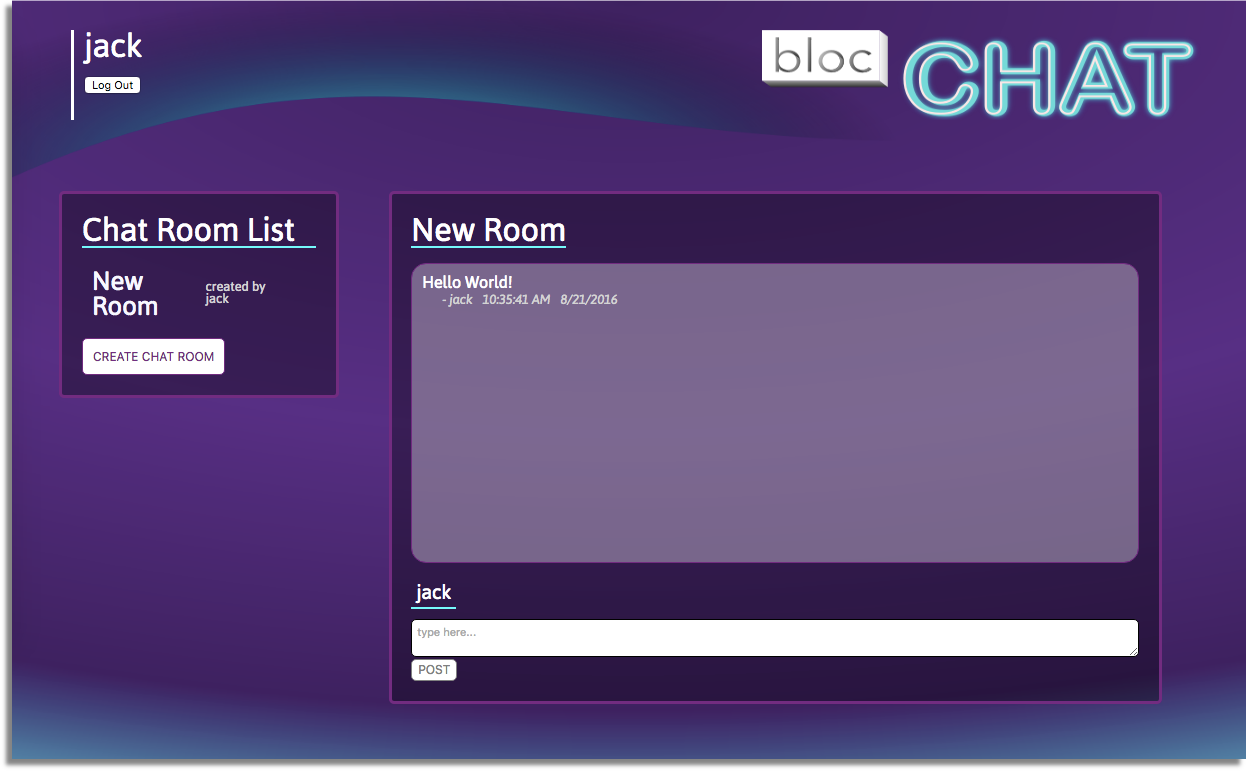 jack
Log Out
bloc
CHAT
Chat Room List
New
Room
created by
jack
CREATE CHAT ROOM
New Room
Hello World!
- jack 10:35:41 AM 8/21/2016
jack
type here...
POST